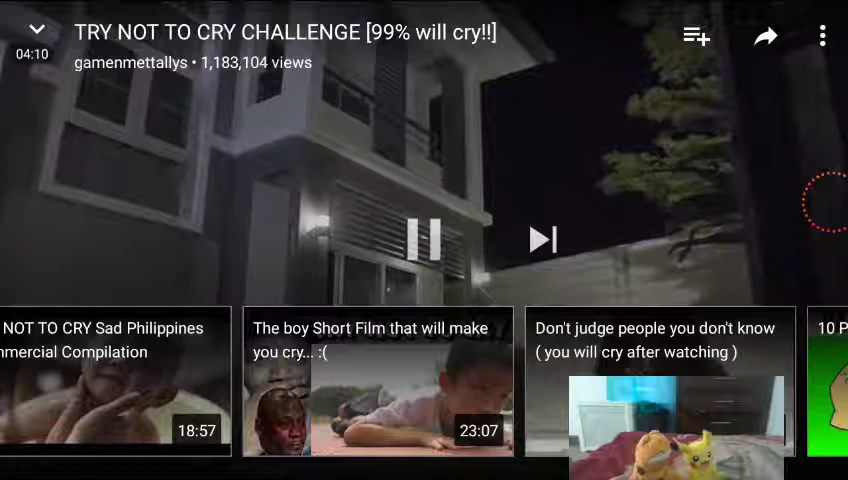 TRY NOT TO CRY CHALLENGE [99% will cry!!]
04:10
gamenmettallys • 1,183,104 views
NOT TO CRY Sad Philippines
mmercial Compilation
18:57
The boy Short Film that will make
you cry... :(
23:07
Don't judge people you don't know
( you will cry after watching )
10 P